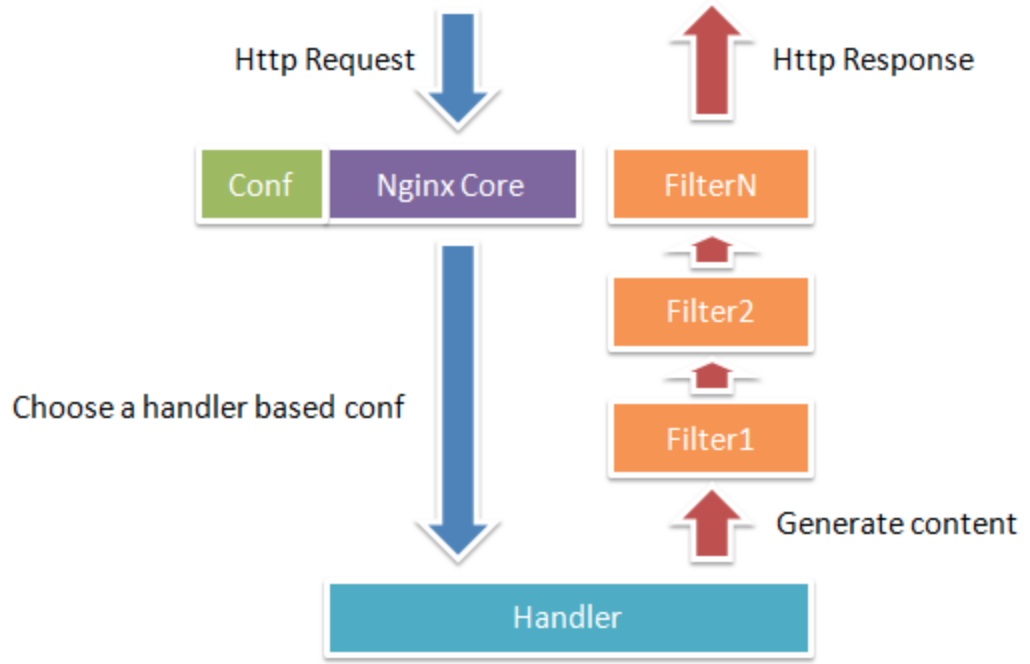 Http Request
Http Response
Conf
Nginx Core
FilterN
Filter2
Choose a handler based conf
Filter1
Generate content
Handler